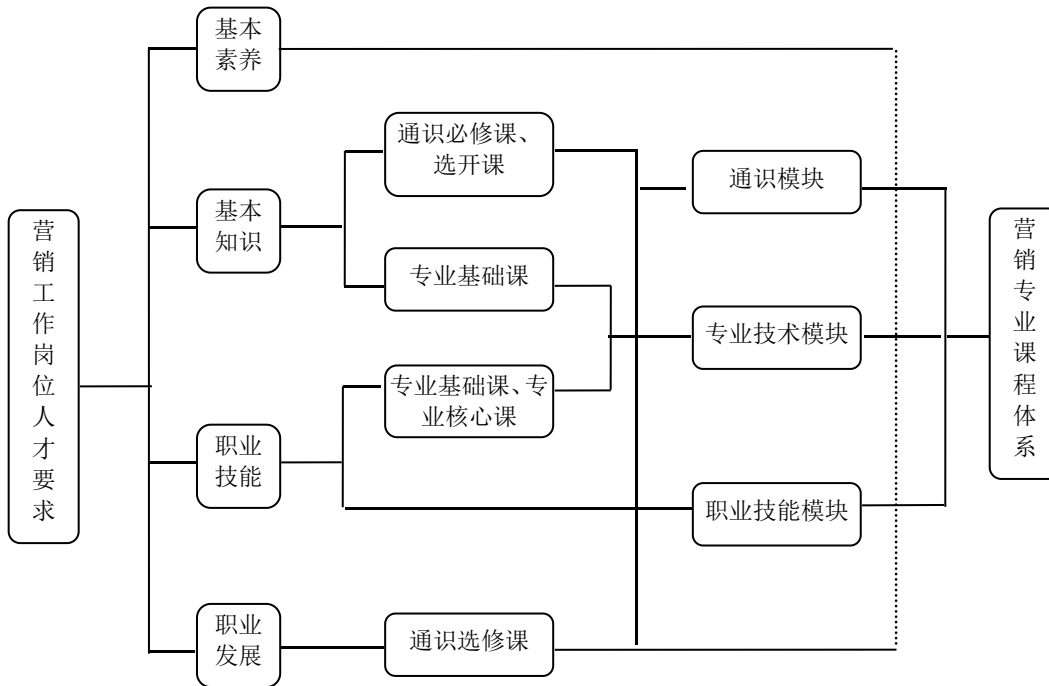 营销工作岗位人才要求
基本
素养
基本
知识
职业
技能
职业
发展
通识必修课、
选开课
专业基础课
专业基础课、专
业核心课
通识选修课
通识模块
专业技术模块
职业技能模块
营销专业课程体系